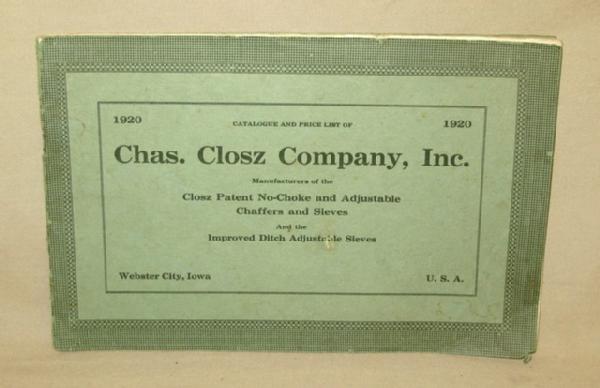 1920 CATALOGUE AND PRICE LIST OF 1920
Chas. Closz Company, Inc.
Manufacturers of the
Closz Patent No-Choke and Adjustable
Chaffers and Sieves
And the
Improved Ditch Adjustable Sieves
Webster City, Iowa U. S. A.